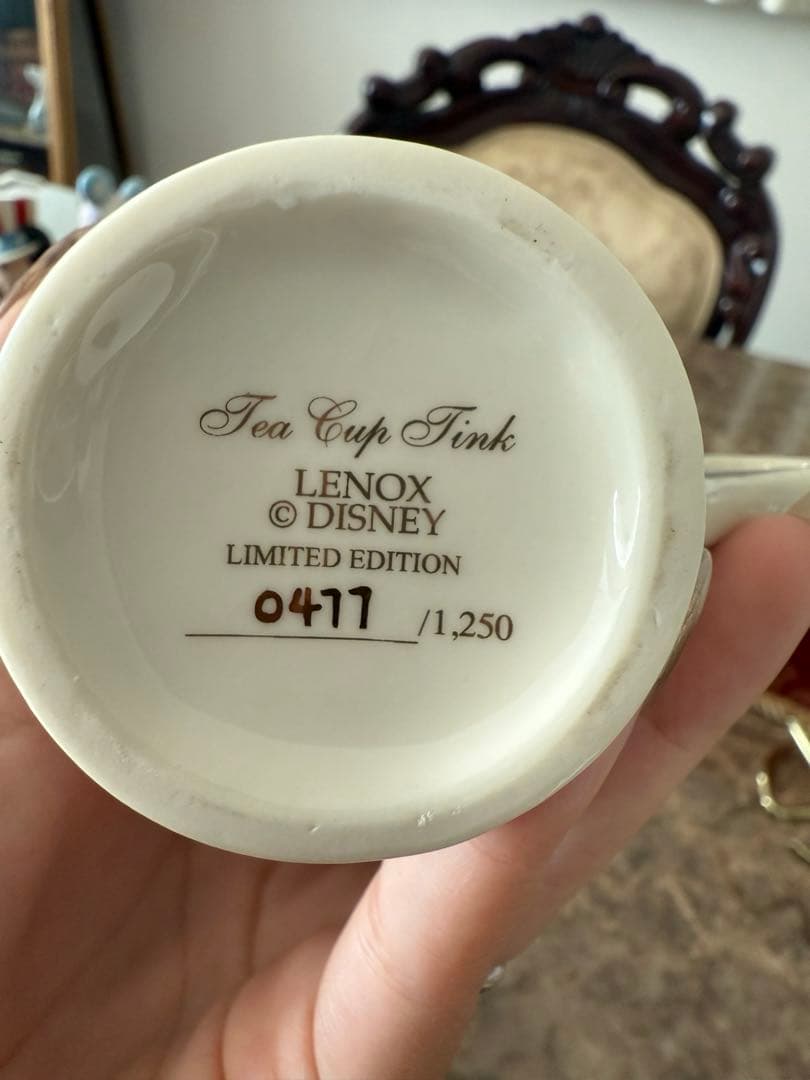 Tea Cup Tink
LENOX
© DISNEY
LIMITED EDITION
0477 /1,250